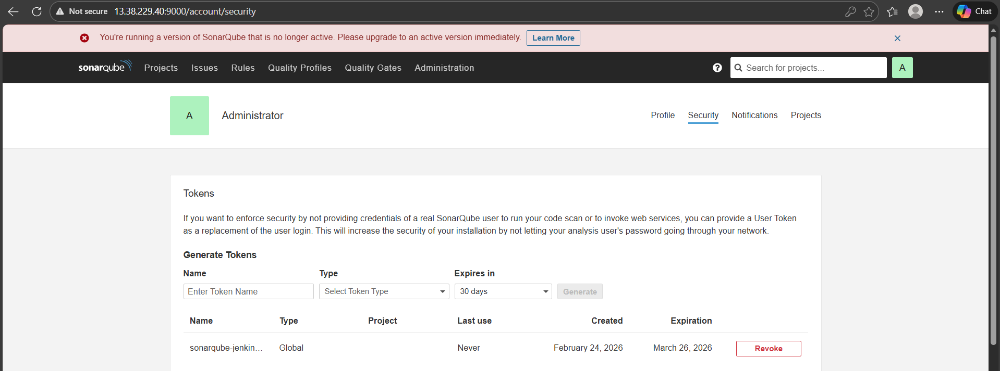 Not secure 13.38.229.40:9000/account/security
Chat
You're running a version of SonarQube that is no longer active. Please upgrade to an active version immediately. Learn More
sonarqube Projects Issues Rules Quality Profiles Quality Gates Administration ? Search for projects... A
A Administrator Profile Security Notifications Projects
Tokens
If you want to enforce security by not providing credentials of a real SonarQube user to run your code scan or to invoke web services, you can provide a User Token
as a replacement of the user login. This will increase the security of your installation by not letting your analysis user's password going through your network.
Generate Tokens
Name Type Expires in
Enter Token Name Select Token Type 30 days Generate
Name Type Project Last use Created Expiration
sonarqube-jenkin... Global Never February 24, 2026 March 26, 2026 Revoke